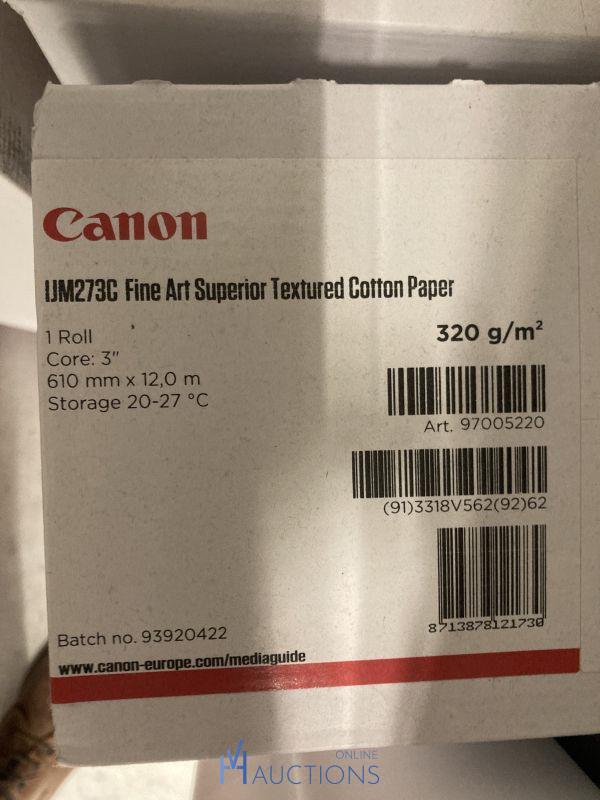 Canon
IJM273C Fine Art Superior Textured Cotton Paper
1 Roll
Core: 3"
610 mm x 12,0 m
Storage 20-27 °C
320 g/m²
Art. 97005220
(91)3318V562(92)62
8713878121730
Batch no. 93920422
www.canon-europe.com/mediaguide
ONLINE
AUCTIONS